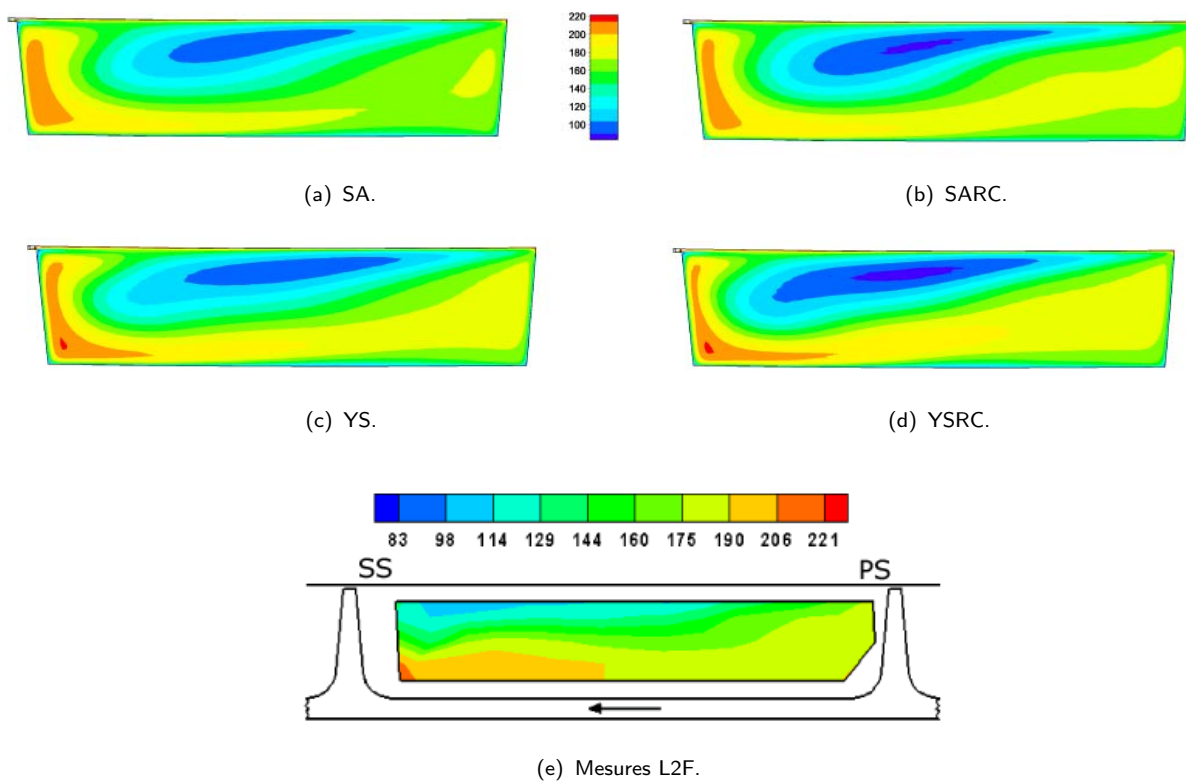 220
200
180
160
140
120
100
(a) SA.
(b) SARC.
(c) YS.
(d) YSRC.
83 98 114 129 144 160 175 190 206 221
SS PS
(e) Mesures L2F.